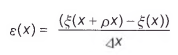 ε(x) = (ξ(x + ρx) - ξ(x)) / Δx